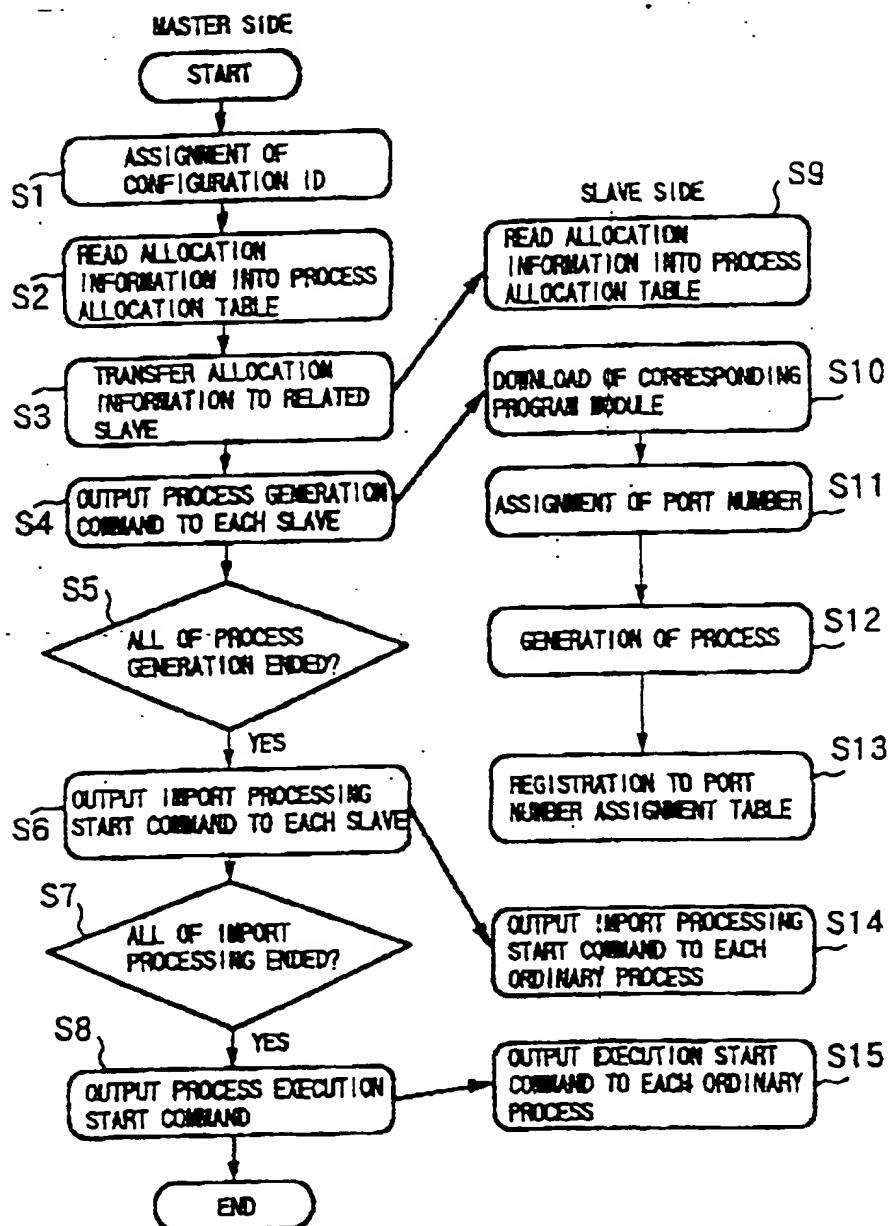 MASTER SIDE
START
S1
ASSIGNMENT OF
CONFIGURATION ID
S2
READ ALLOCATION
INFORMATION INTO PROCESS
ALLOCATION TABLE
S3
TRANSFER ALLOCATION
INFORMATION TO RELATED
SLAVE
S4
OUTPUT PROCESS GENERATION
COMMAND TO EACH SLAVE
S5
ALL OF PROCESS
GENERATION ENDED?
YES
S6
OUTPUT IMPORT PROCESSING
START COMMAND TO EACH SLAVE
S7
ALL OF IMPORT
PROCESSING ENDED?
YES
S8
OUTPUT PROCESS EXECUTION
START COMMAND
END
SLAVE SIDE
S9
READ ALLOCATION
INFORMATION INTO PROCESS
ALLOCATION TABLE
S10
DOWNLOAD OF CORRESPONDING
PROGRAM MODULE
S11
ASSIGNMENT OF PORT NUMBER
S12
GENERATION OF PROCESS
S13
REGISTRATION TO PORT
NUMBER ASSIGNMENT TABLE
S14
OUTPUT IMPORT PROCESSING
START COMMAND TO EACH
ORDINARY PROCESS
S15
OUTPUT EXECUTION START
COMMAND TO EACH ORDINARY
PROCESS